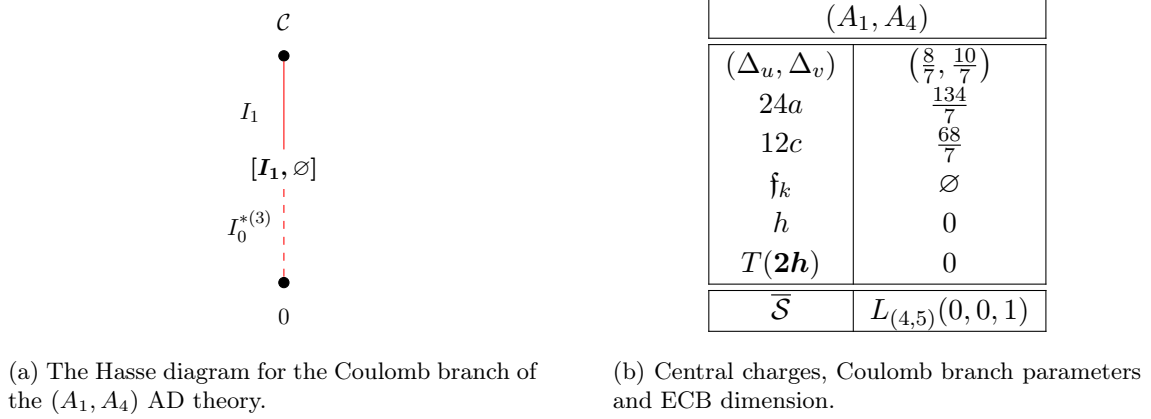 𝒞
I_1
[I_1, ∅]
I_0^{*(3)}
0
(a) The Hasse diagram for the Coulomb branch of
the (A_1, A_4) AD theory.
(A_1, A_4)
(Δ_u, Δ_v) (8/7, 10/7)
24a 134/7
12c 68/7
𝔣_k ∅
h 0
T(2h) 0
\overline{𝒮} L_{(4,5)}(0, 0, 1)
(b) Central charges, Coulomb branch parameters
and ECB dimension.